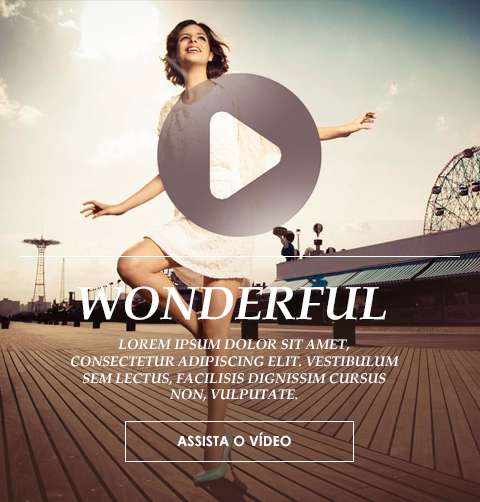 WONDERFUL
LOREM IPSUM DOLOR SIT AMET,
CONSECTETUR ADIPISCING ELIT. VESTIBULUM
SEM LECTUS, FACILISIS DIGNISSIM CURSUS
NON, VULPUTATE.
ASSISTA O VÍDEO